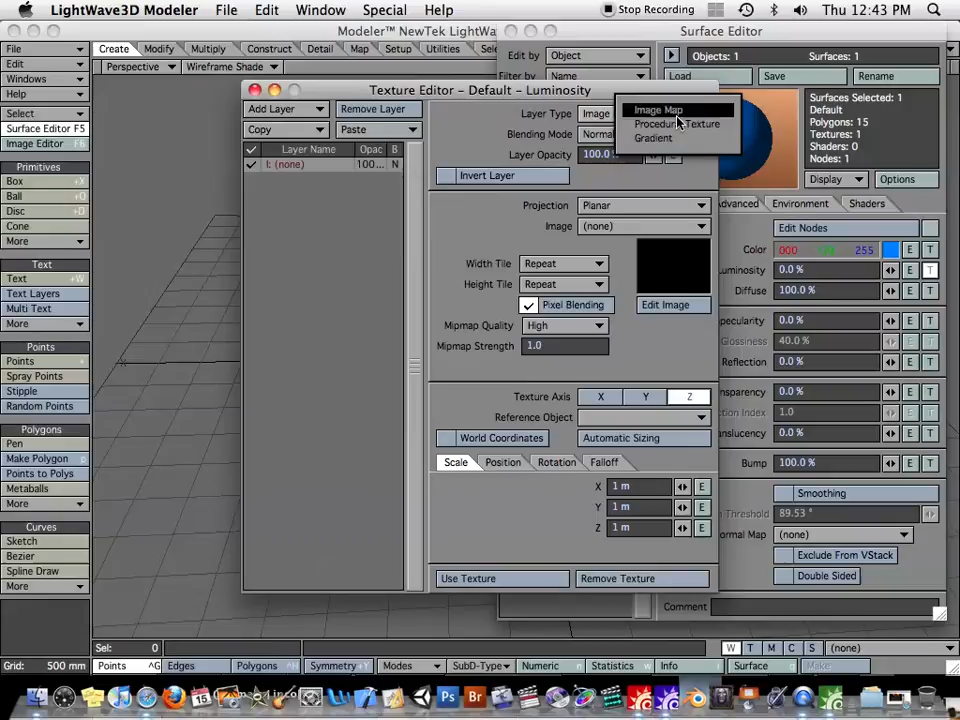 LightWave3D Modeler File Edit Window Special Help Stop Recording Thu 12:43 PM
Modeler™ NewTek LightWa Surface Editor
File Create Modify Multiply Construct Detail Map Setup Utilities Edit by Object Objects: 1 Surfaces: 1
Edit Perspective Wireframe Shade Filter by Name Load Save Rename
Windows
Help
Select
Surface Editor F5
Image Editor
Primitives
Box +X
Ball +O
Disc
Cone
More
Text
Text +W
Text Layers
Multi Text
More
Points
Points +
Spray Points
Stipple
Random Points
Polygons
Pen
Make Polygon p
Points to Polys
Metaballs
More
Curves
Sketch
Bezier
Spline Draw
More
Texture Editor - Default - Luminosity
Add Layer Remove Layer
Copy Paste
Layer Name Opac B
I: (none) 100... N
Layer Type Image
Image Map
Procedural Texture
Gradient
Blending Mode Normal
Layer Opacity 100.0
Invert Layer
Projection Planar
Image (none)
Width Tile Repeat
Height Tile Repeat
Pixel Blending Edit Image
Mipmap Quality High
Mipmap Strength 1.0
Texture Axis X Y Z
Reference Object
World Coordinates Automatic Sizing
Scale Position Rotation Falloff
X 1 m E
Y 1 m E
Z 1 m E
Use Texture Remove Texture
Surfaces Selected: 1
Default
Polygons: 15
Textures: 1
Shaders: 0
Nodes: 1
Display Options
Advanced Environment Shaders
Edit Nodes
Color 000 255 E T
Luminosity 0.0 % E T
Diffuse 100.0 % E T
Specularity 0.0 % E T
Glossiness 40.0 % E T
Reflection 0.0 % E T
0.0 % E T
1.0 E T
0.0 % E T
Bump 100.0 % E T
Smoothing
Threshold 89.53 °
(none)
Exclude From VStack
Double Sided
Comment
Sel: 0 W T M C S (none)
Grid: 500 mm Points ^G Edges Polygons ^H Symmetry +Y Modes SubD-Type Numeric n Statistics w Info i Surface q Make